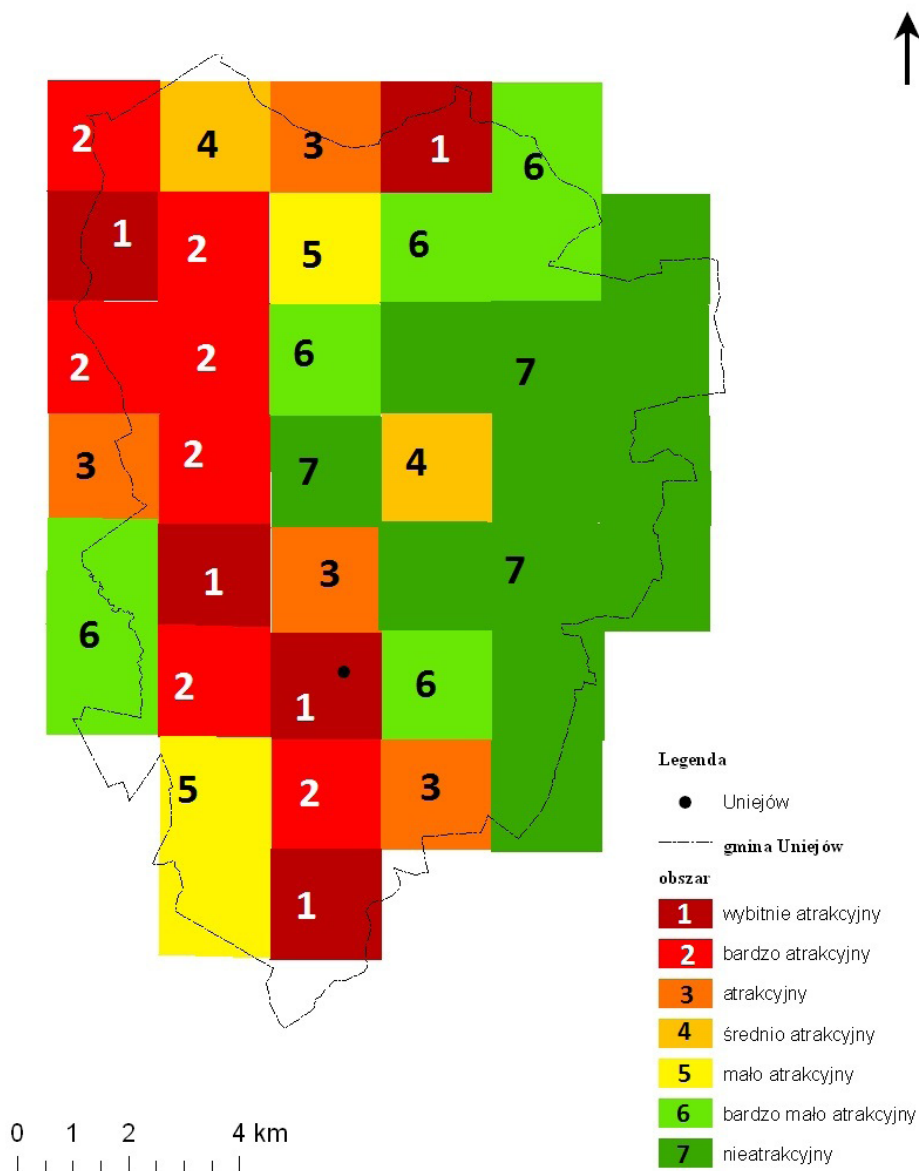 2 4 3 1 6
1 2 5 6
2 2 6 7
3 2 7 4
1 3 7
6
2 1 6
5 2 3
1
Legenda
Uniejów
gmina Uniejów
obszar
1 wybitnie atrakcyjny
2 bardzo atrakcyjny
3 atrakcyjny
4 średnio atrakcyjny
5 mało atrakcyjny
6 bardzo mało atrakcyjny
7 nieatrakcyjny
0 1 2 4 km